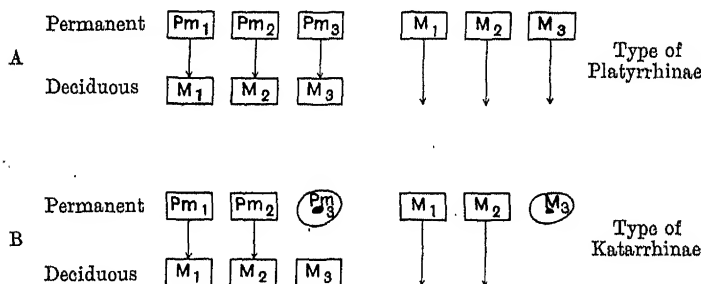 Permanent Pm1 Pm2 Pm3 M1 M2 M3
A
Type of
Platyrrhinae
Deciduous M1 M2 M3
Permanent Pm1 Pm2 Pm3 M1 M2 M3
B
Type of
Katarrhinae
Deciduous M1 M2 M3